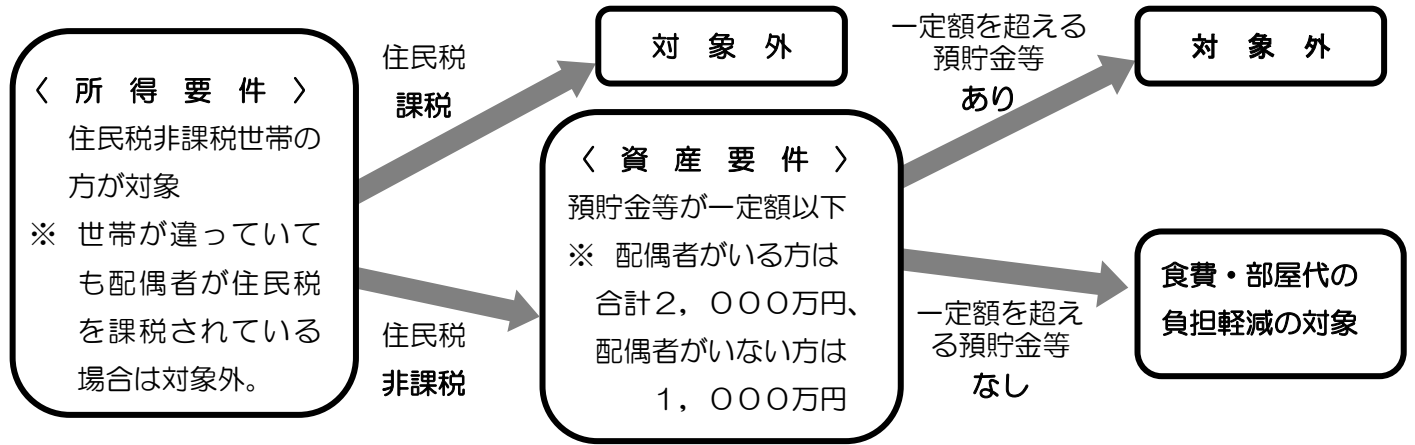 〈 所 得 要 件 〉
住民税非課税世帯の
方が対象
※ 世帯が違っていて
も配偶者が住民税
を課税されている
場合は対象外。
住民税
課税
住民税
非課税
対 象 外
〈 資 産 要 件 〉
預貯金等が一定額以下
※ 配偶者がいる方は
合計２，０００万円、
配偶者がいない方は
１，０００万円
一定額を超える
預貯金等
あり
一定額を超え
る預貯金等
なし
対 象 外
食費・部屋代の
負担軽減の対象